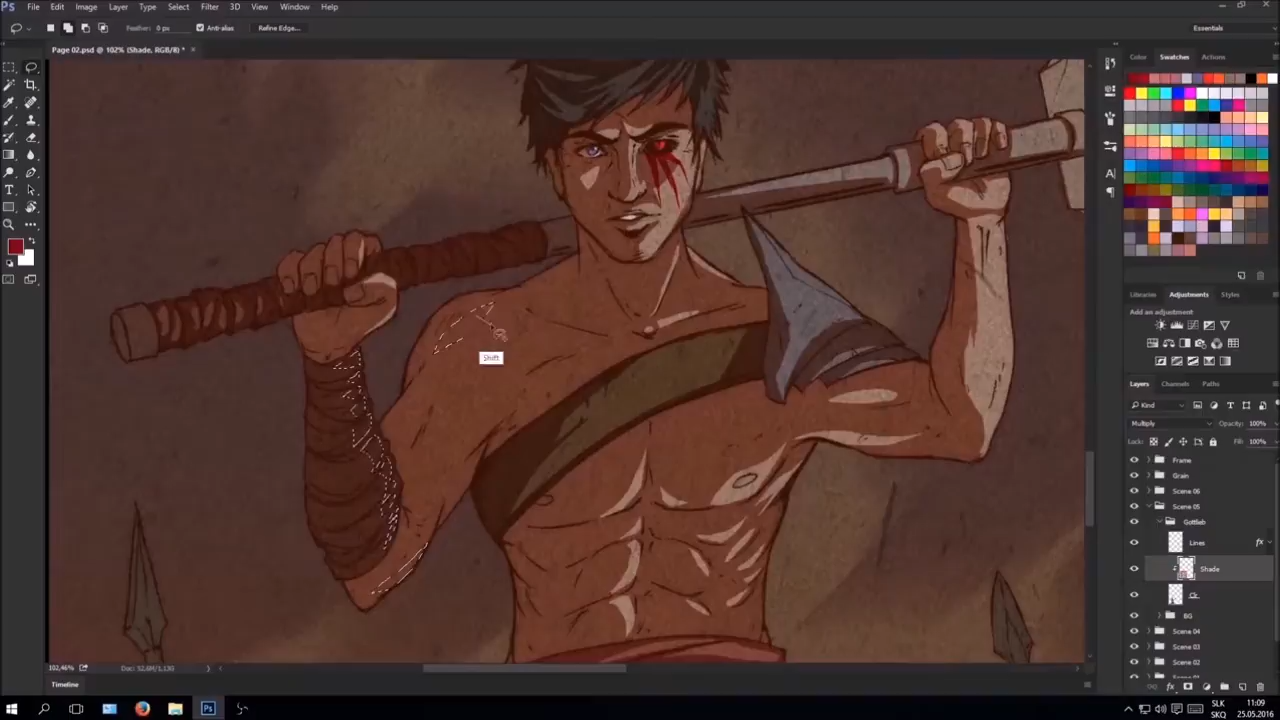 Ps File Edit Image Layer Type Select Filter 3D View Window Help
Feather: 0 px Anti-alias Refine Edge... Essentials
Page 02.psd @ 102% (Shade, RGB/8) *
Color Swatches Actions
Libraries Adjustments Styles
Add an adjustment
Shift
Layers Channels Paths
Kind
Multiply Opacity: 100%
Lock: Fill: 100%
Frame
Grain
Scene 06
Scene 05
Gottlieb
Lines fx
Shade
BG
Scene 04
Scene 03
Scene 02
102,46% Doc: 52,6M/1,13G
Timeline
SLK 11:09
SKQ 25.05.2016